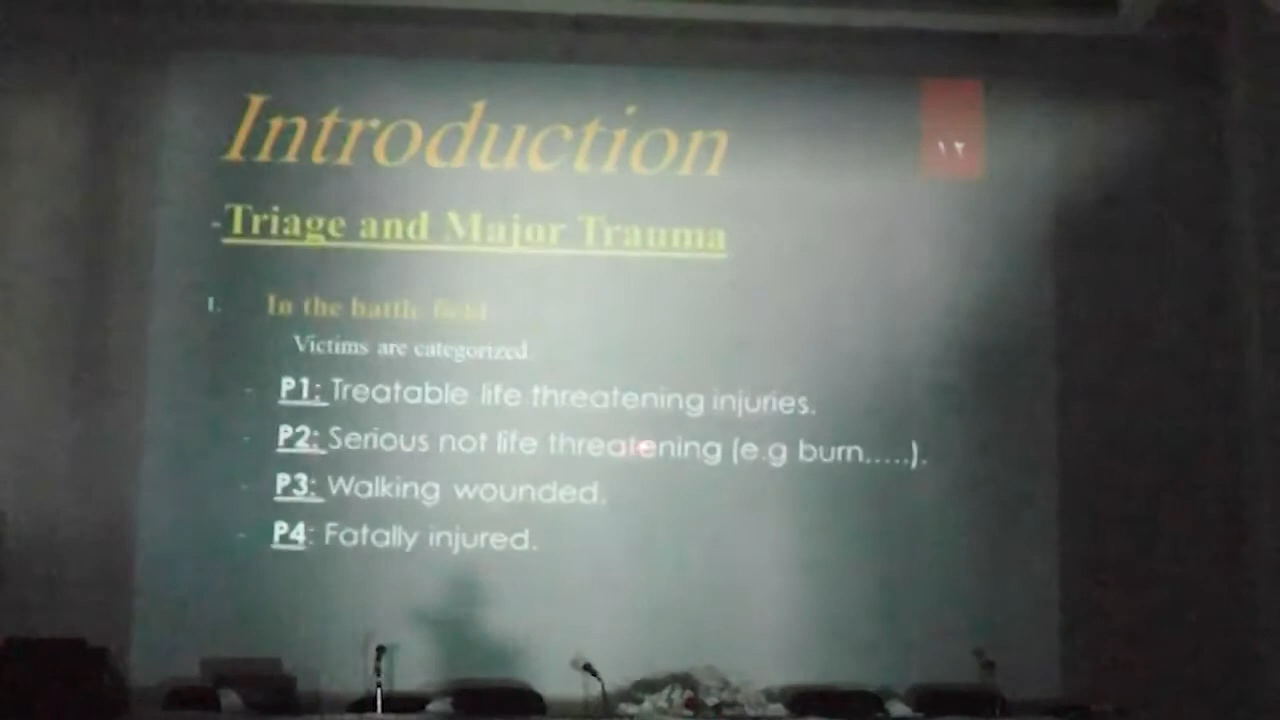 Introduction
١٢
-Triage and Major Trauma
1. In the battle field
Victims are categorized
- P1: Treatable life threatening injuries.
- P2: Serious not life threatening (e.g burn.....).
- P3: Walking wounded.
- P4: Fatally injured.